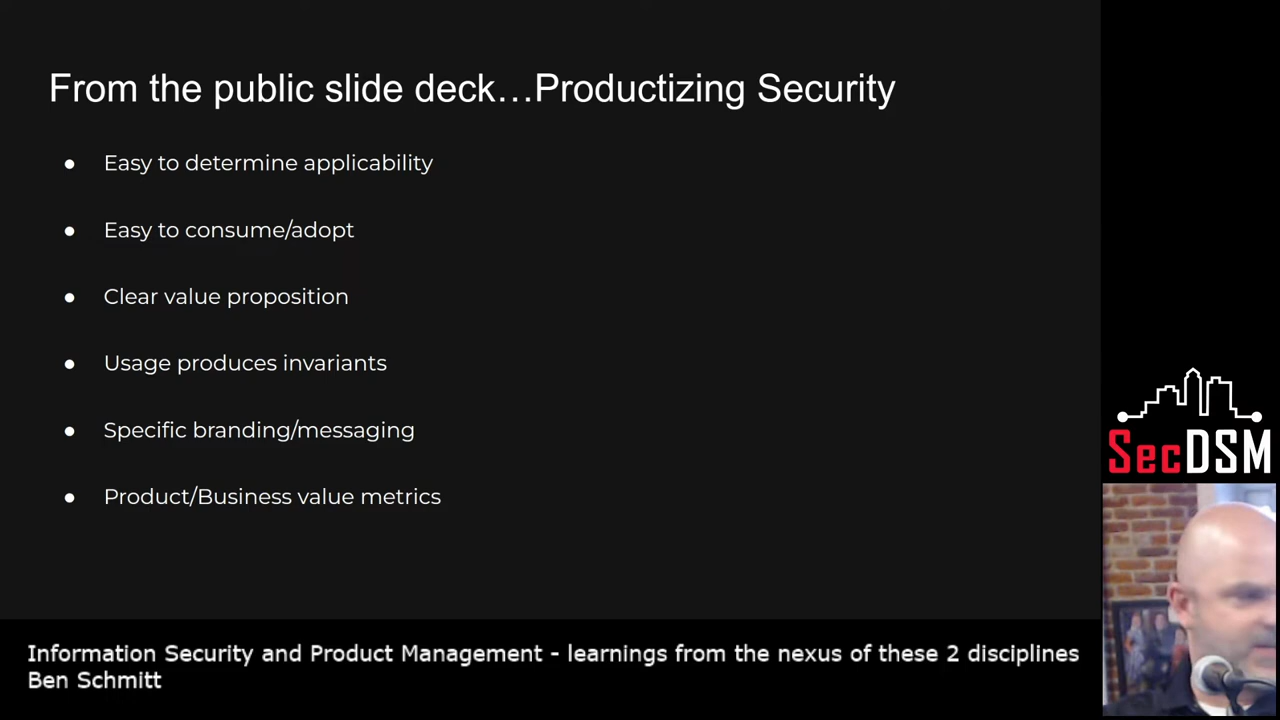 From the public slide deck…Productizing Security
● Easy to determine applicability
● Easy to consume/adopt
● Clear value proposition
● Usage produces invariants
● Specific branding/messaging
● Product/Business value metrics
SecDSM
Information Security and Product Management - learnings from the nexus of these 2 disciplines
Ben Schmitt